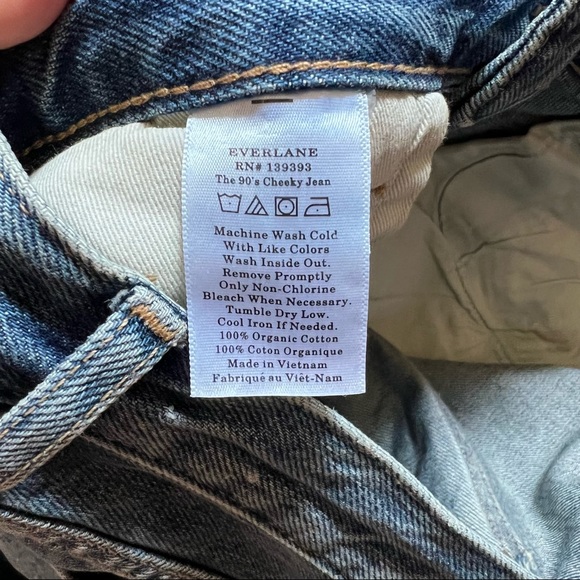 EVERLANE
RN# 139393
The 90's Cheeky Jean
Machine Wash Cold
With Like Colors
Wash Inside Out.
Remove Promptly
Only Non-Chlorine
Bleach When Necessary.
Tumble Dry Low.
Cool Iron If Needed.
100% Organic Cotton
100% Coton Organique
Made in Vietnam
Fabriqué au Viêt-Nam